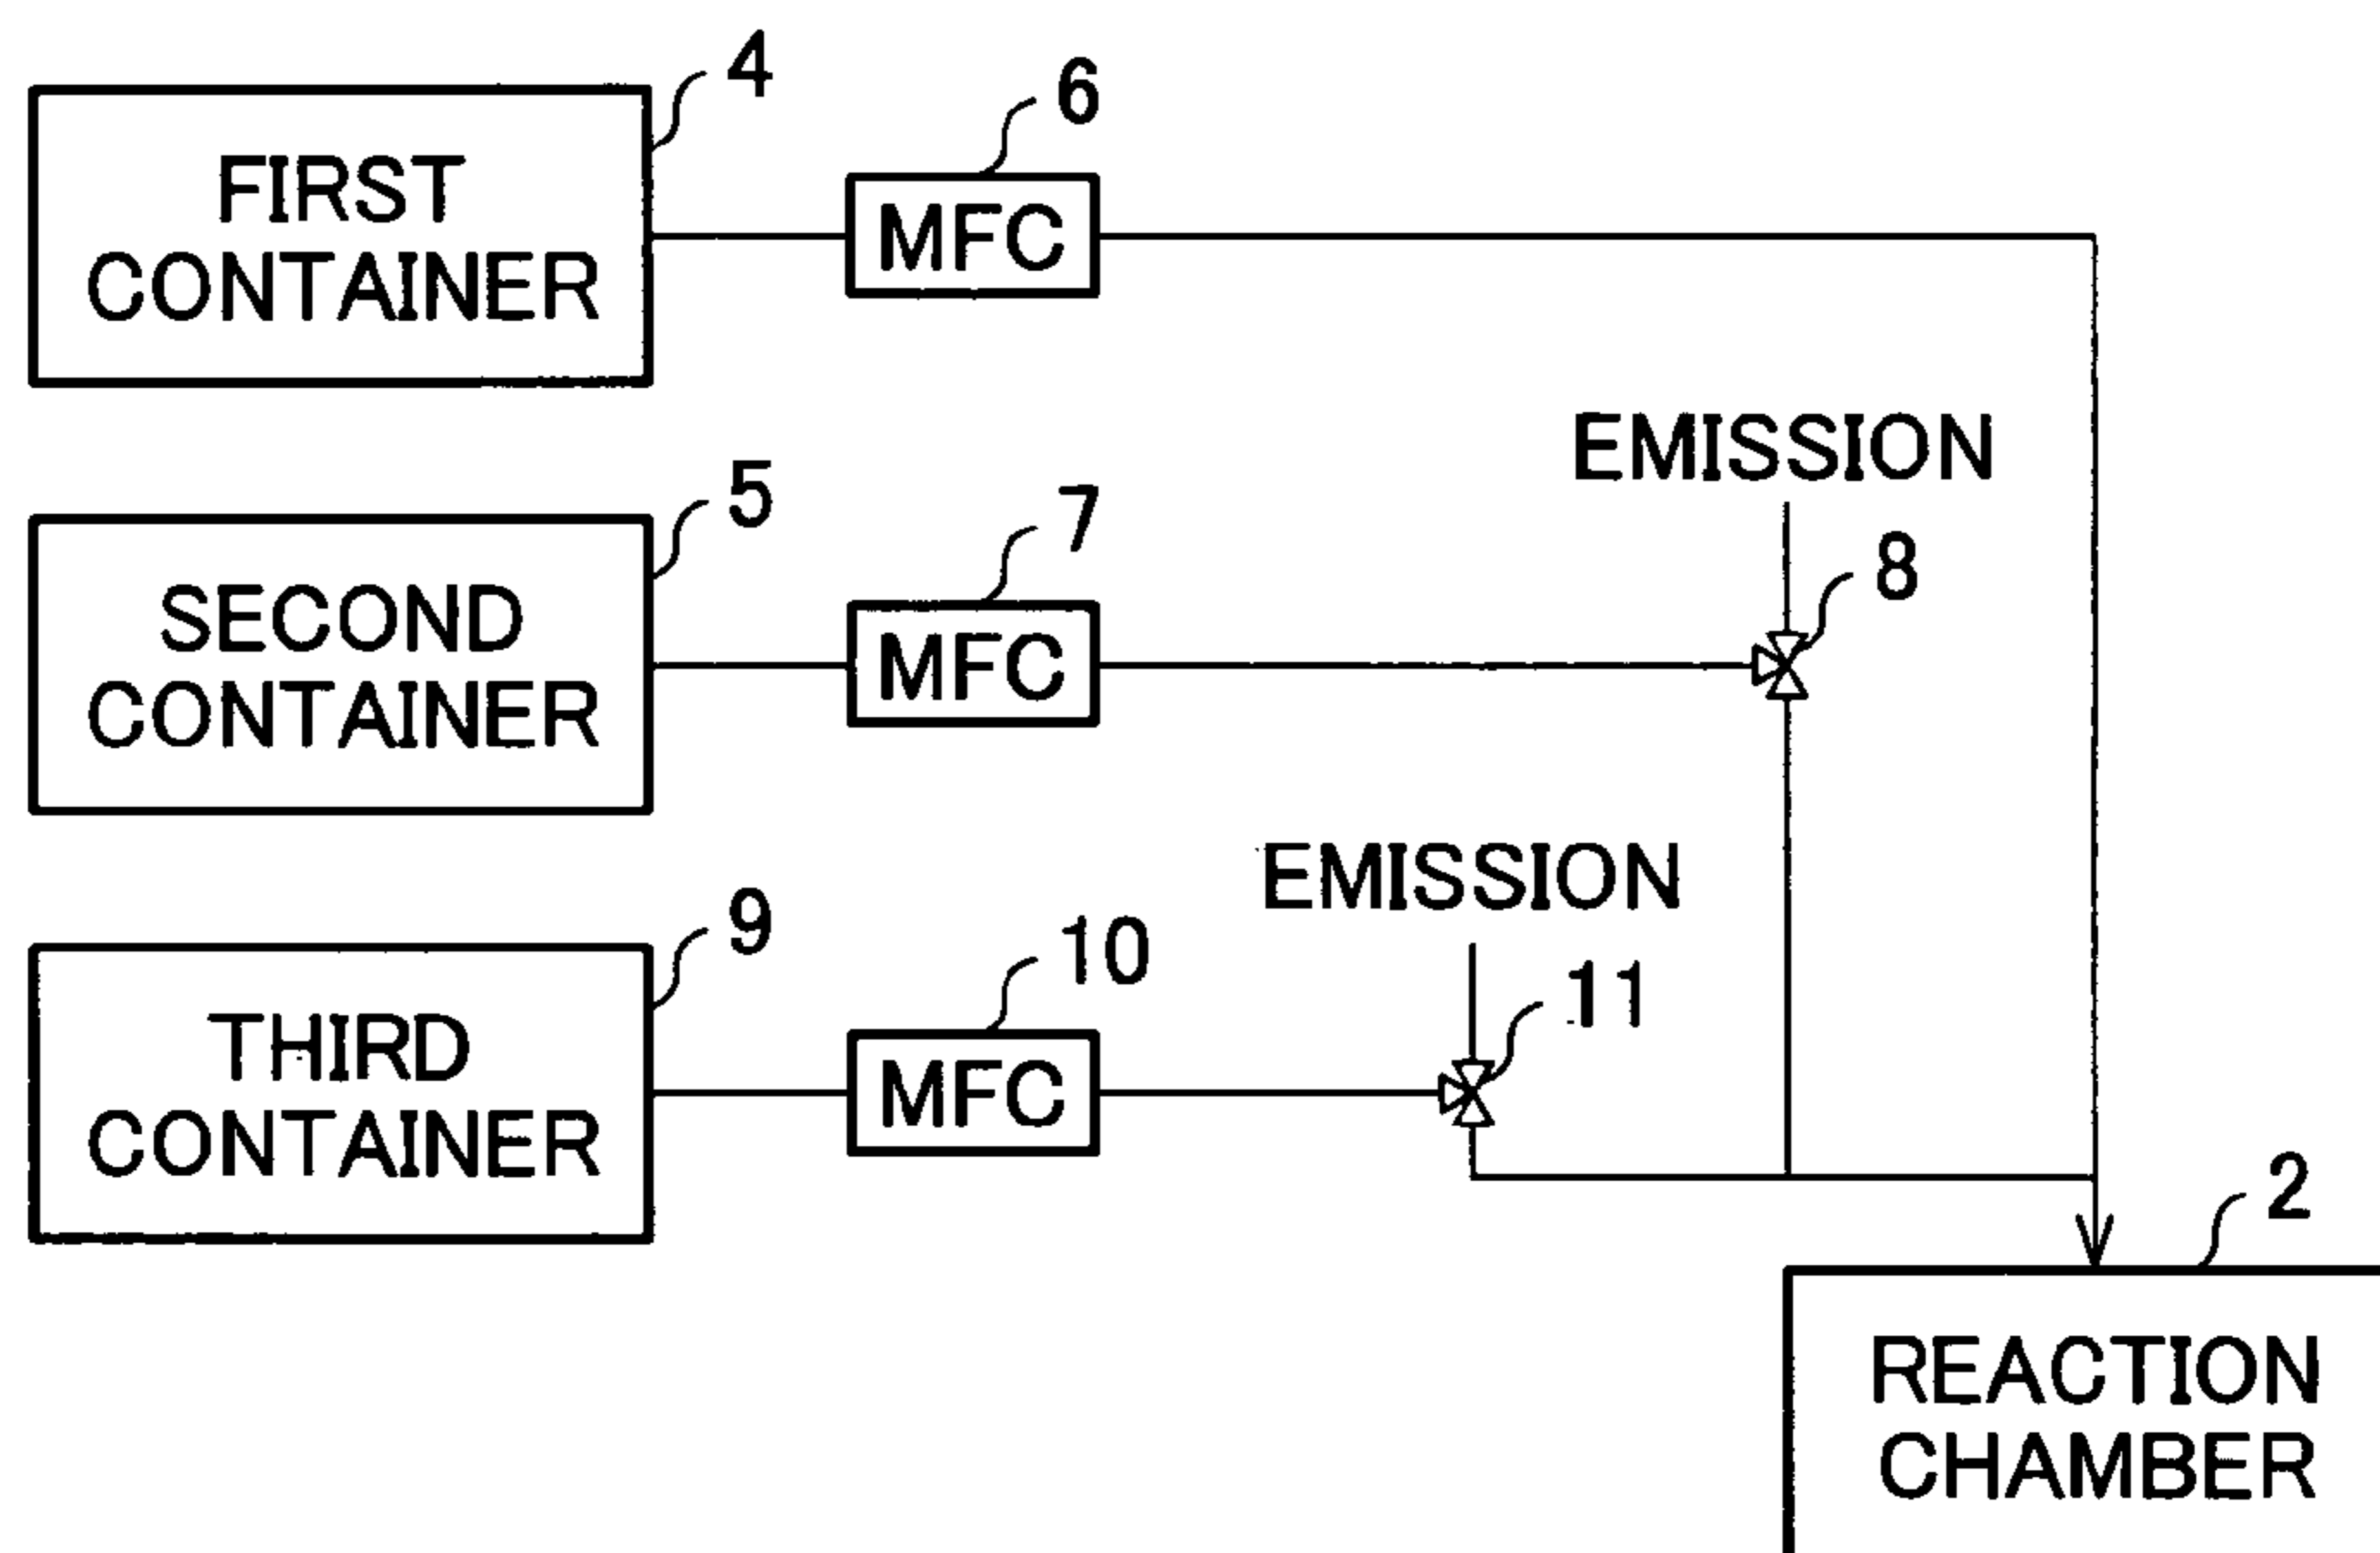 4
6
FIRST
CONTAINER
MFC
EMISSION
5
7
8
SECOND
CONTAINER
MFC
EMISSION
9
10
11
THIRD
CONTAINER
MFC
2
REACTION
CHAMBER